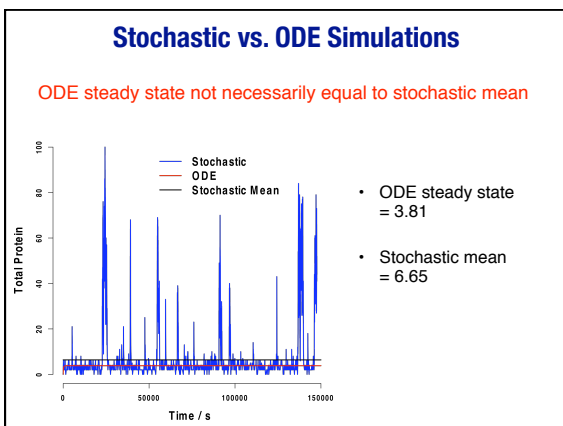 Stochastic vs. ODE Simulations
ODE steady state not necessarily equal to stochastic mean
Stochastic
ODE
Stochastic Mean
Total Protein
100
80
60
40
20
0
0 50000 100000 150000
Time / s
• ODE steady state
= 3.81
• Stochastic mean
= 6.65